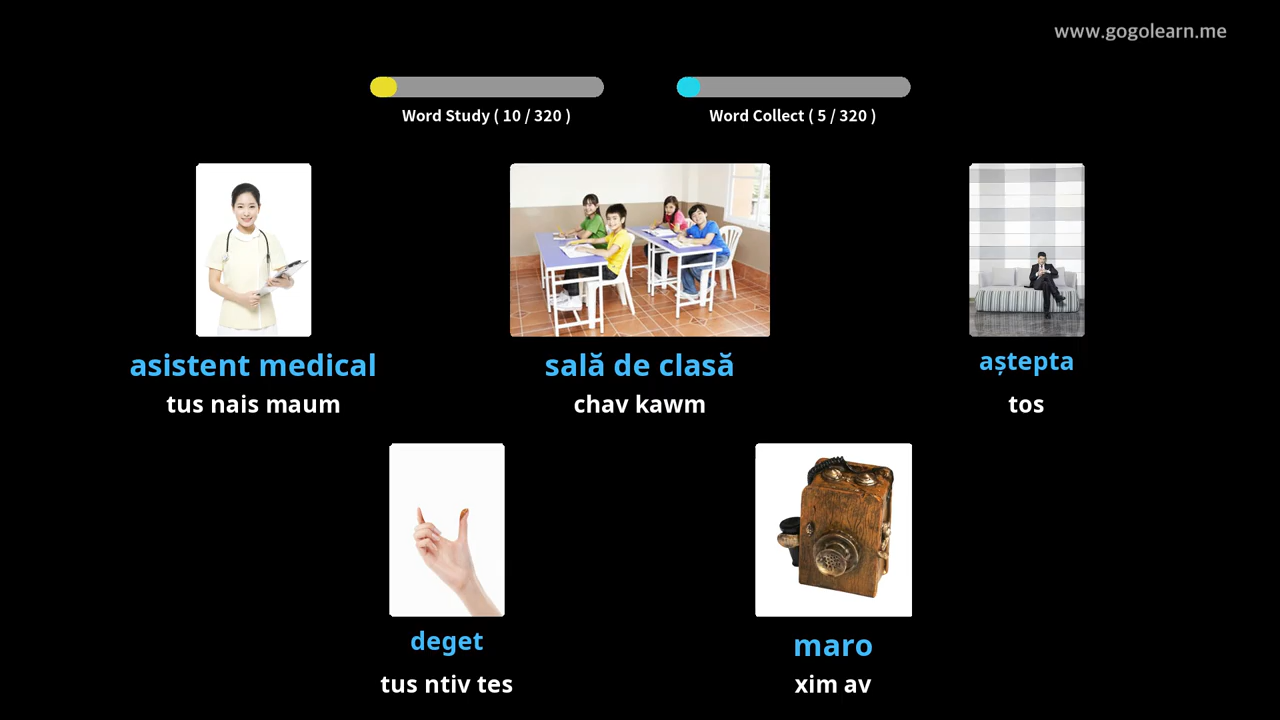 www.gogolearn.me
Word Study ( 10 / 320 )
Word Collect ( 5 / 320 )
asistent medical
tus nais maum
sală de clasă
chav kawm
aștepta
tos
deget
tus ntiv tes
maro
xim av